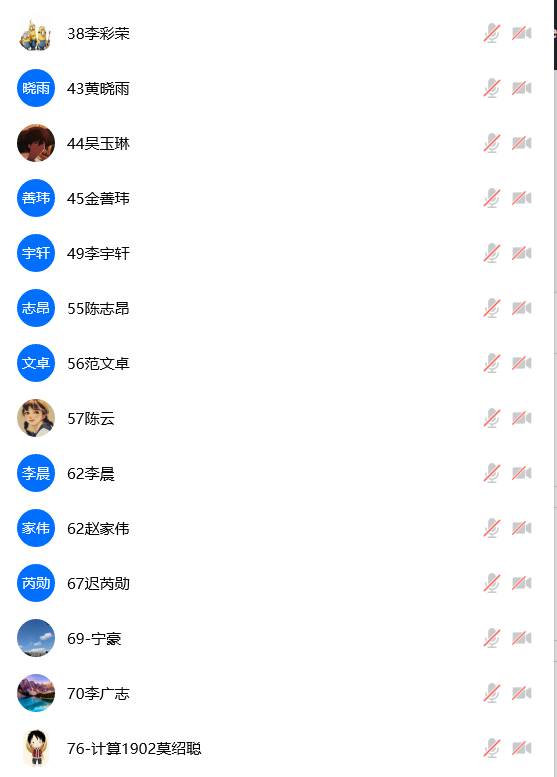 38李彩荣
晓雨 43黄晓雨
44吴玉琳
善玮 45金善玮
宇轩 49李宇轩
志昂 55陈志昂
文卓 56范文卓
57陈云
李晨 62李晨
家伟 62赵家伟
芮勋 67迟芮勋
69-宁豪
70李广志
76-计算1902莫绍聪